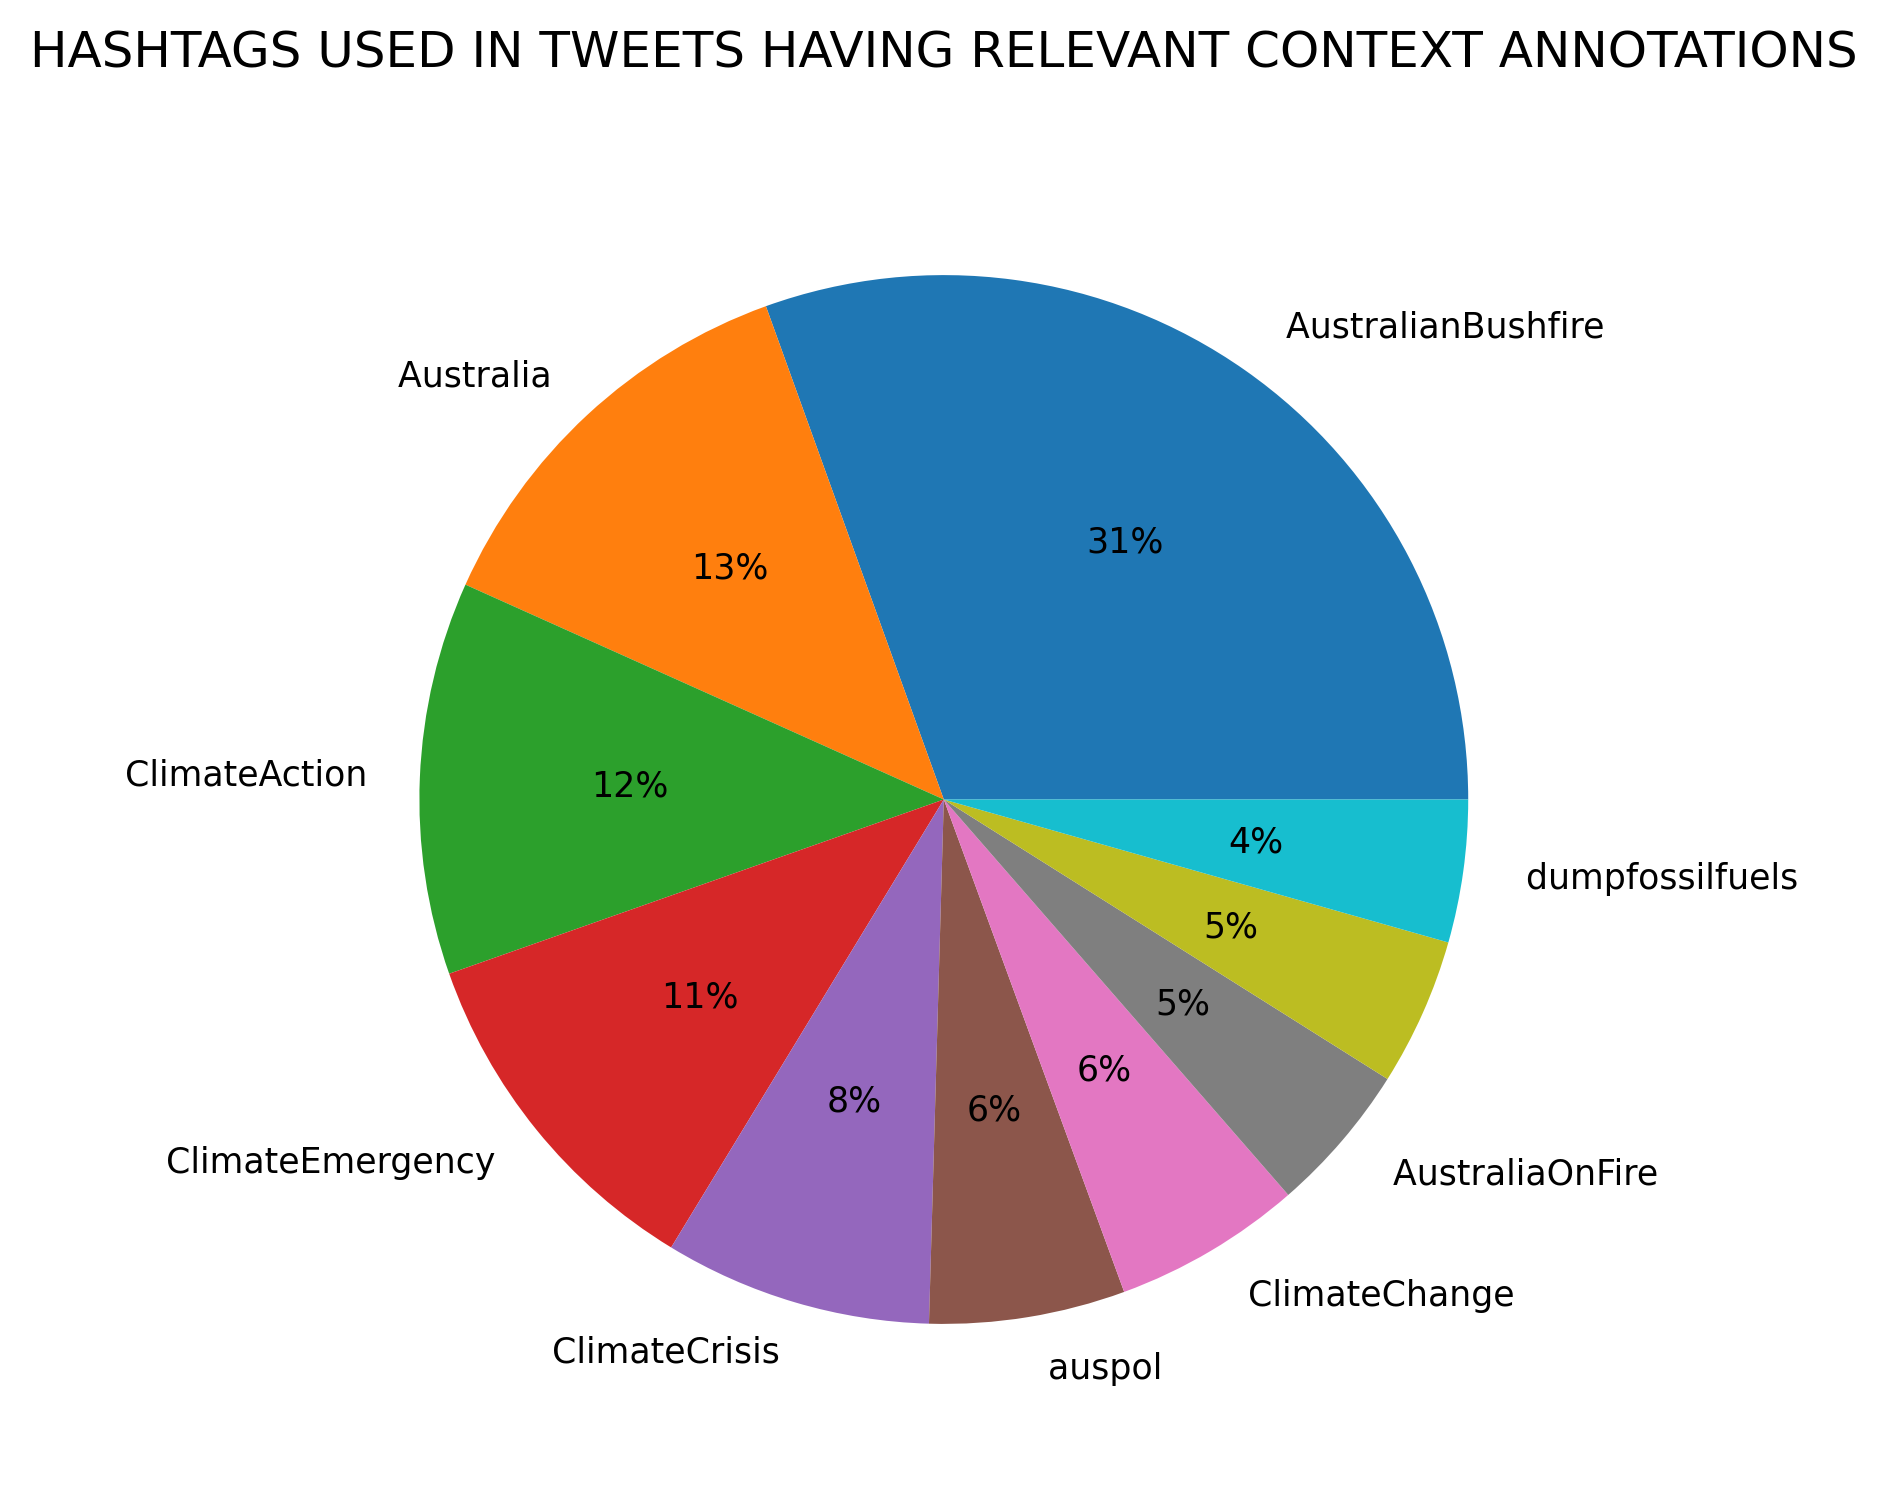 HASHTAGS USED IN TWEETS HAVING RELEVANT CONTEXT ANNOTATIONS
AustralianBushfire
31%
Australia
13%
ClimateAction
12%
ClimateEmergency
11%
ClimateCrisis
8%
auspol
6%
ClimateChange
6%
AustraliaOnFire
5%
5%
dumpfossilfuels
4%